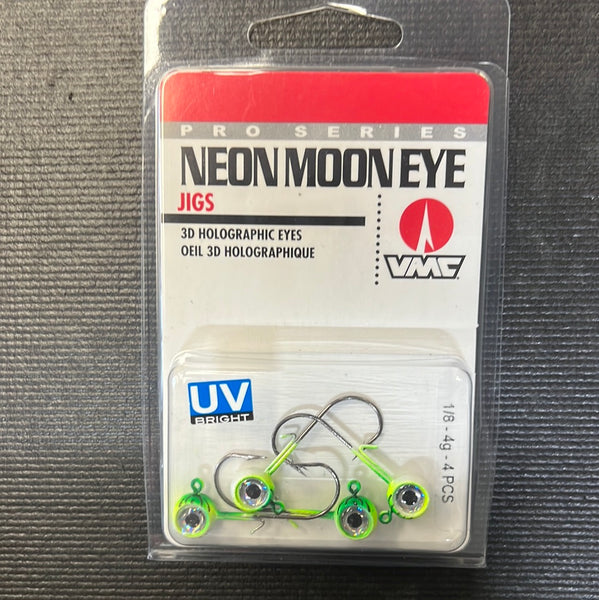 PRO SERIES
NEON MOON EYE
JIGS
3D HOLOGRAPHIC EYES
OEIL 3D HOLOGRAPHIQUE
VMC
UV
BRIGHT
1/8 - 4g - 4 PCS